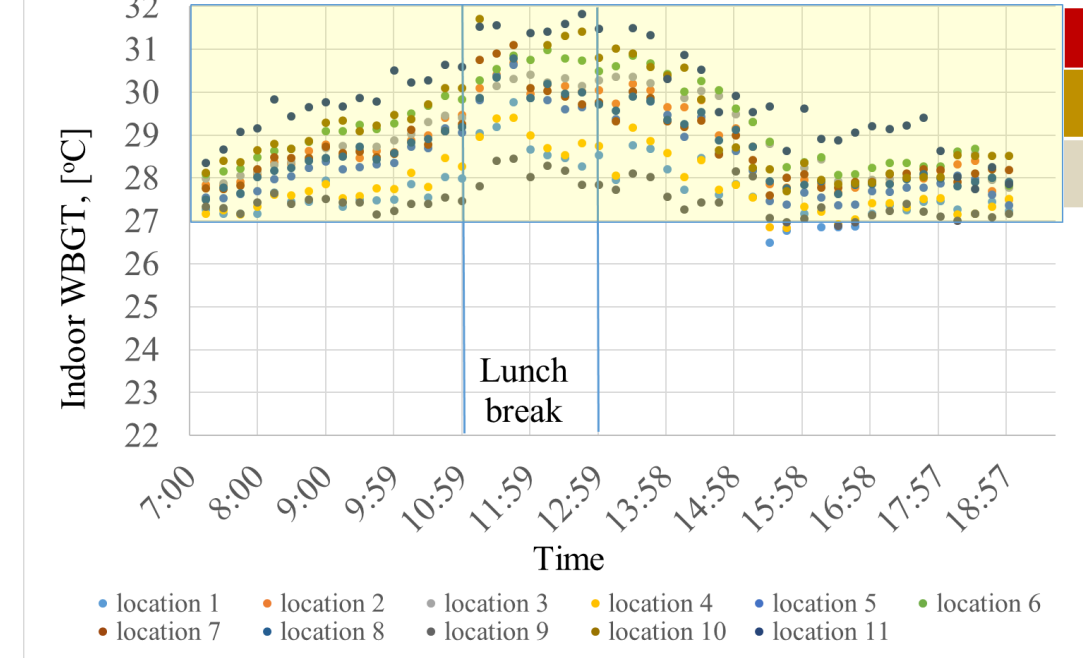 32
31
30
29
28
27
26
25
24
23
22
Indoor WBGT, [oC]
Lunch
break
7:00 8:00 9:00 9:59 10:59 11:59 12:59 13:58 14:58 15:58 16:58 17:57 18:57
Time
location 1 location 2 location 3 location 4 location 5 location 6
location 7 location 8 location 9 location 10 location 11